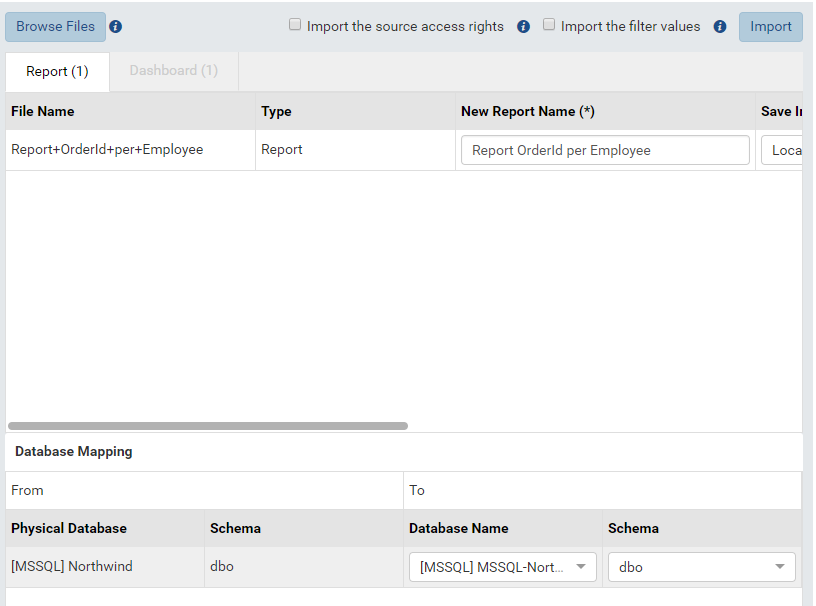 Browse Files Import the source access rights Import the filter values Import
Report (1) Dashboard (1)
File Name Type New Report Name (*) Save I
Report+OrderId+per+Employee Report Report OrderId per Employee Loca
Database Mapping
From To
Physical Database Schema Database Name Schema
[MSSQL] Northwind dbo [MSSQL] MSSQL-Nort... dbo